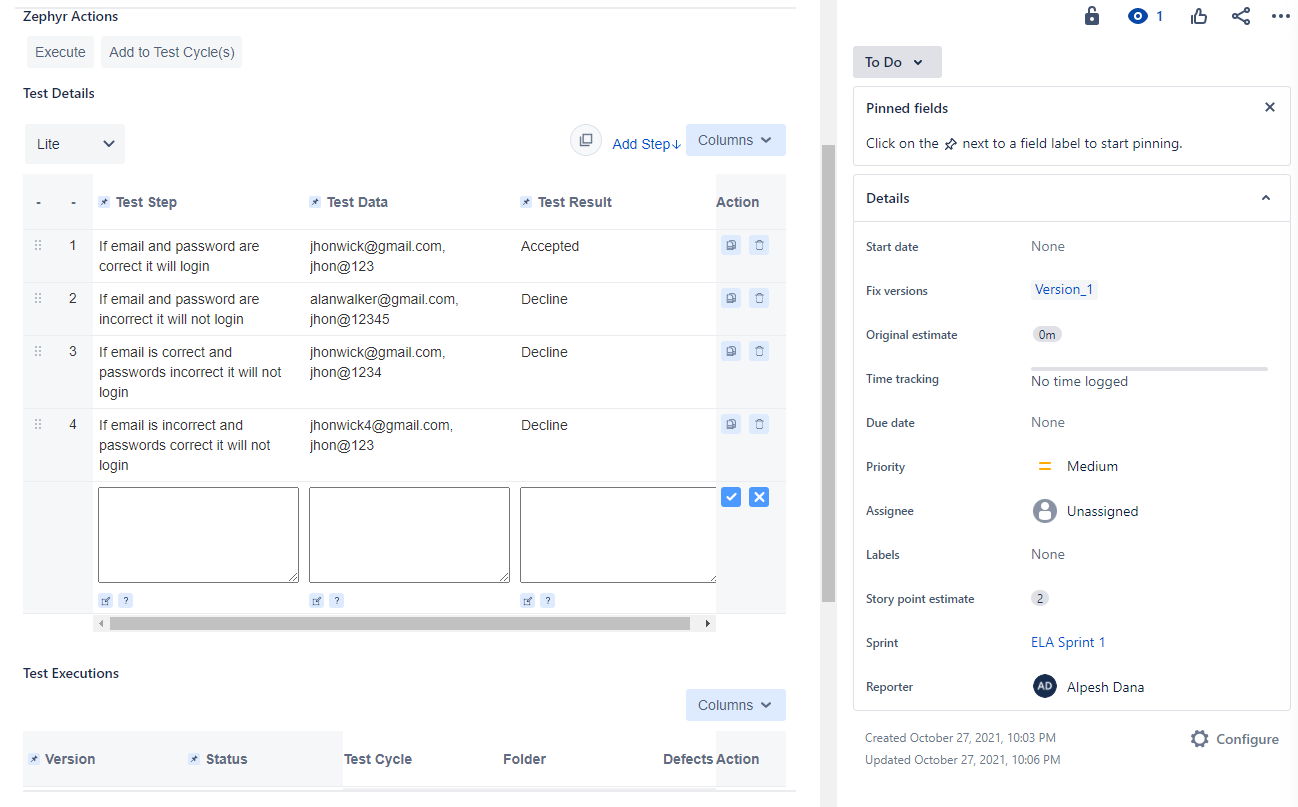 Zephyr Actions
Execute Add to Test Cycle(s)
Test Details
Lite Add Step↓ Columns
- - Test Step Test Data Test Result Action
1 If email and password are jhonwick@gmail.com, Accepted
correct it will login jhon@123
2 If email and password are alanwalker@gmail.com, Decline
incorrect it will not login jhon@12345
3 If email is correct and jhonwick@gmail.com, Decline
passwords incorrect it will not jhon@1234
login
4 If email is incorrect and jhonwick4@gmail.com, Decline
passwords correct it will not jhon@123
login
? ? ?
Test Executions
Columns
Version Status Test Cycle Folder Defects Action
1
To Do
Pinned fields
Click on the next to a field label to start pinning.
Details
Start date None
Fix versions Version_1
Original estimate 0m
Time tracking No time logged
Due date None
Priority Medium
Assignee Unassigned
Labels None
Story point estimate 2
Sprint ELA Sprint 1
Reporter AD Alpesh Dana
Created October 27, 2021, 10:03 PM
Updated October 27, 2021, 10:06 PM
Configure